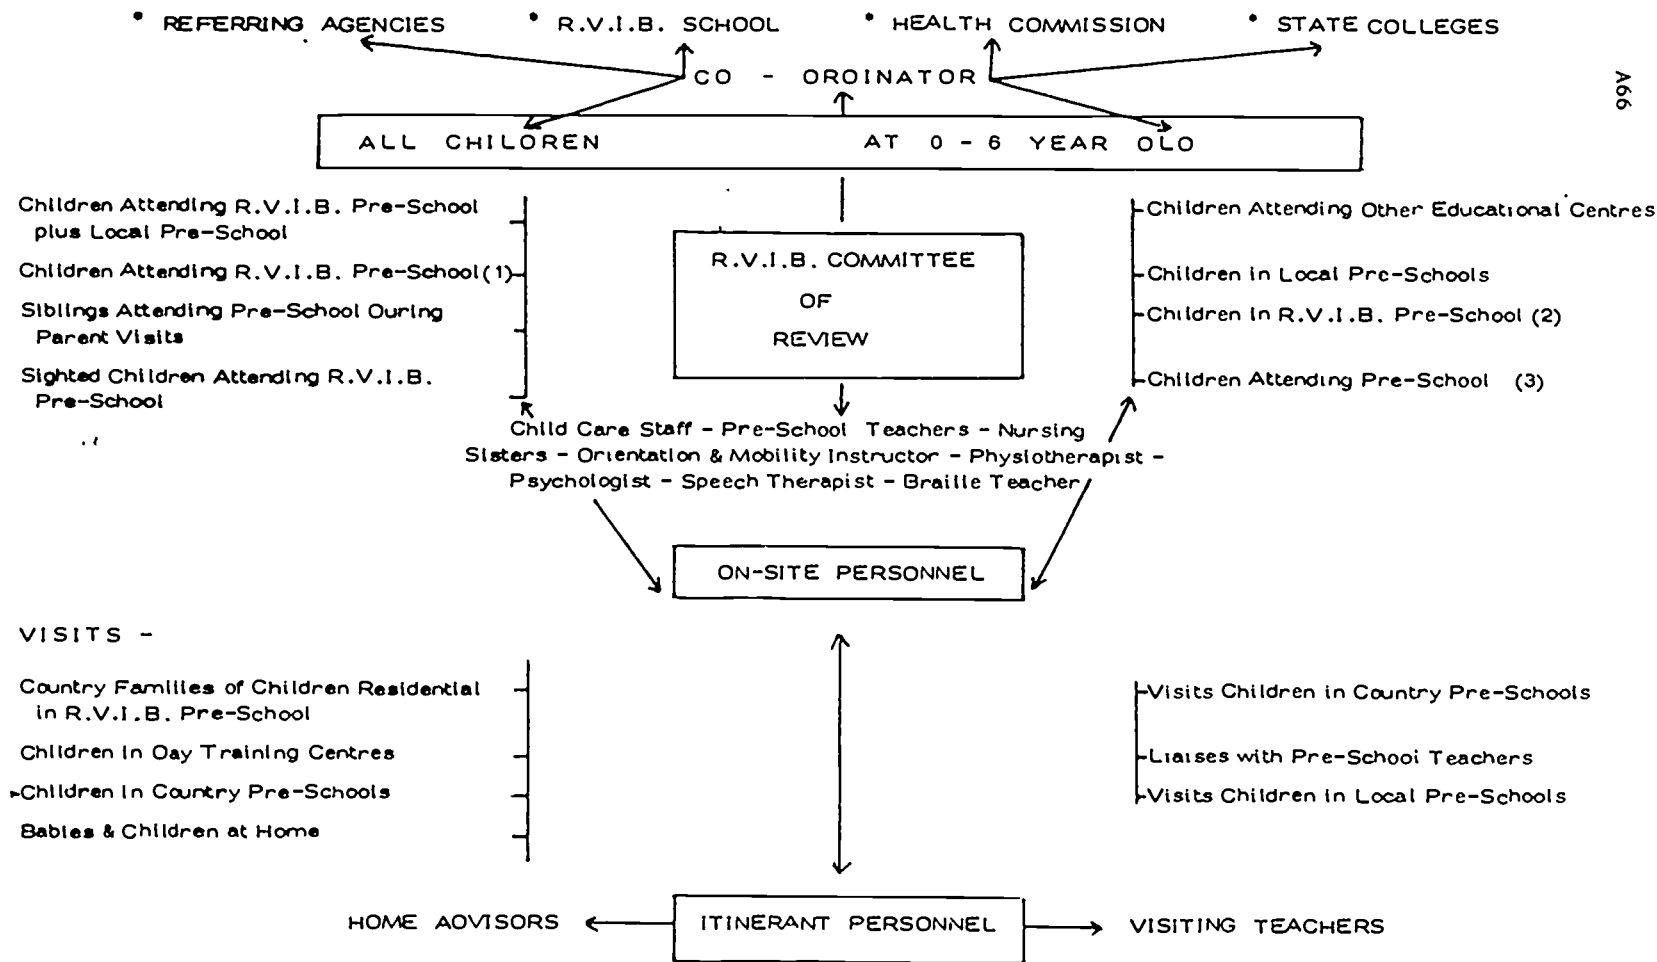 • REFERRING AGENCIES • R.V.I.B. SCHOOL • HEALTH COMMISSION • STATE COLLEGES
CO - OROINATOR
A66
ALL CHILOREN AT 0 - 6 YEAR OLO
Children Attending R.V.I.B. Pre-School
plus Local Pre-School
Children Attending R.V.I.B. Pre-School(1)
Siblings Attending Pre-School Ouring
Parent Visits
Sighted Children Attending R.V.I.B.
Pre-School
R.V.I.B. COMMITTEE
OF
REVIEW
Children Attending Other Educational Centres
Children in Local Pre-Schools
Children in R.V.I.B. Pre-School (2)
Children Attending Pre-School (3)
Child Care Staff - Pre-School Teachers - Nursing
Sisters - Orientation & Mobility Instructor - Physiotherapist -
Psychologist - Speech Therapist - Braille Teacher
ON-SITE PERSONNEL
VISITS -
Country Families of Children Residential
in R.V.I.B. Pre-School
Children in Oay Training Centres
Children in Country Pre-Schools
Babies & Children at Home
Visits Children in Country Pre-Schools
Liaises with Pre-School Teachers
Visits Children in Local Pre-Schools
HOME AOVISORS ITINERANT PERSONNEL VISITING TEACHERS